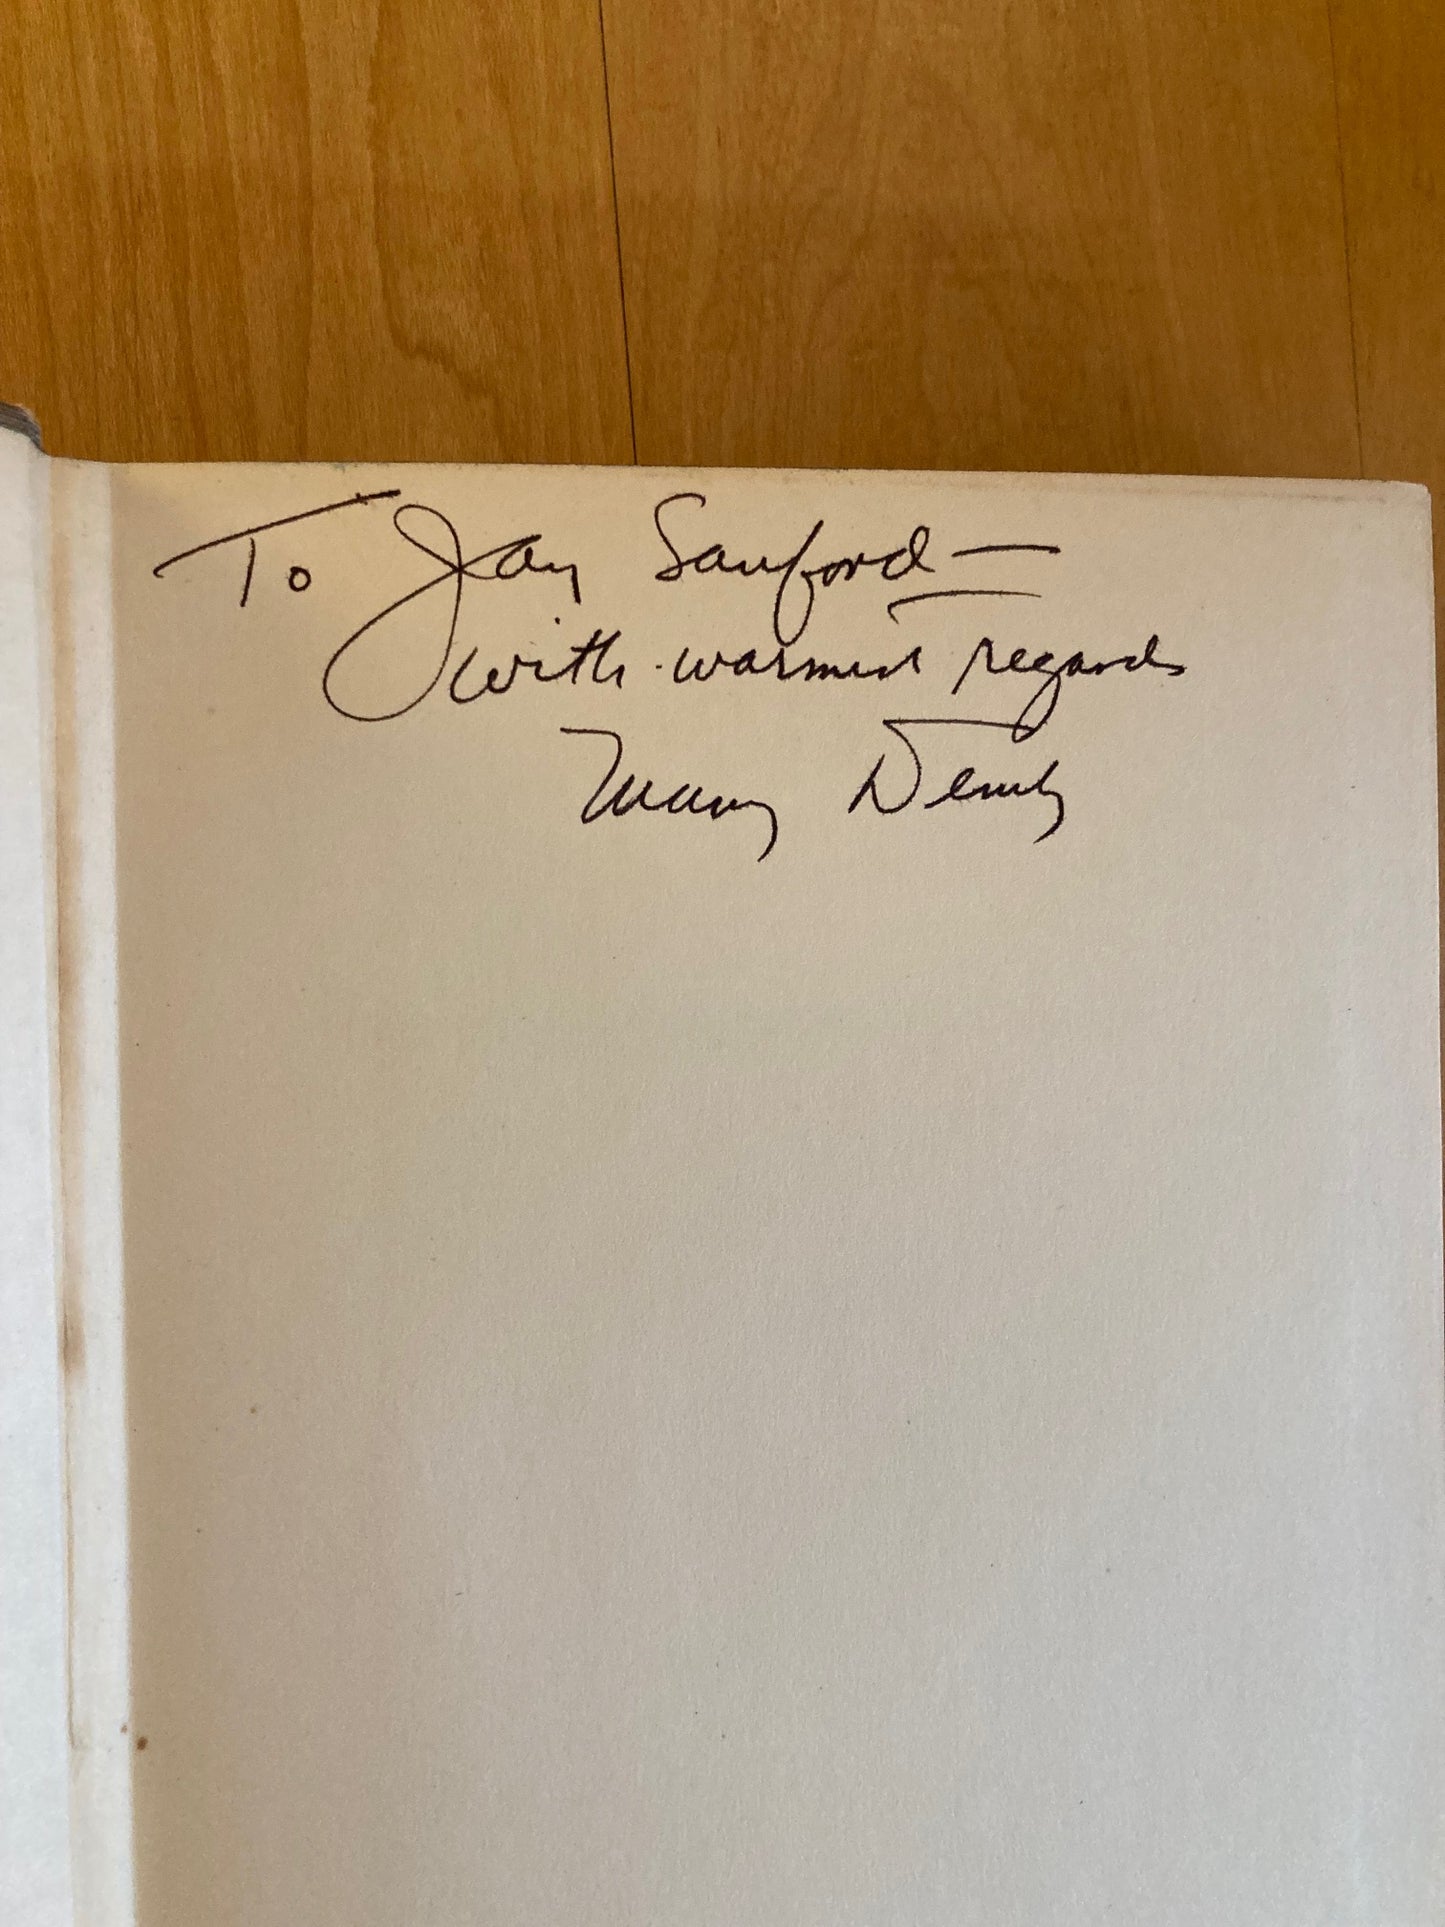 To Jay Sanford —
with warmest regards